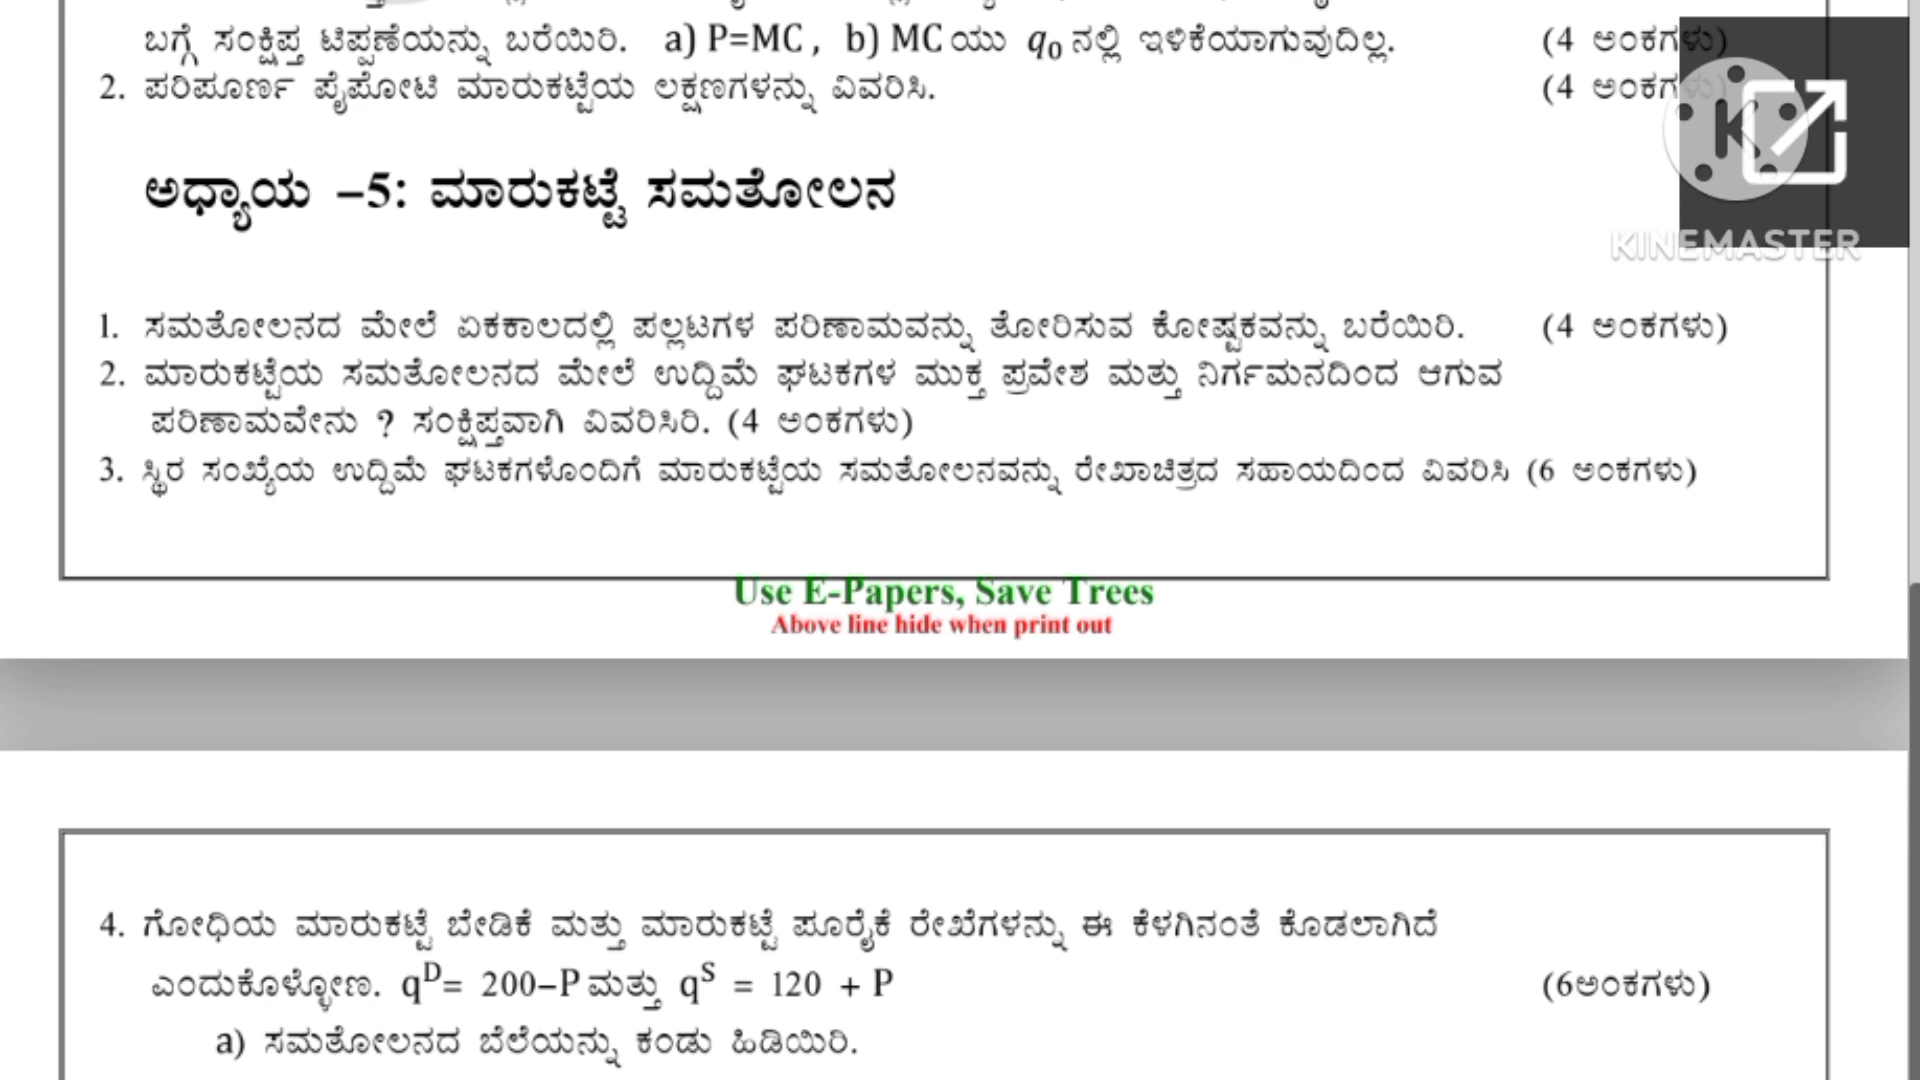 ಬಗ್ಗೆ ಸಂಕ್ಷಿಪ್ತ ಟಿಪ್ಪಣೆಯನ್ನು ಬರೆಯಿರಿ. a) P=MC , b) MC ಯು q₀ ನಲ್ಲಿ ಇಳಿಕೆಯಾಗುವುದಿಲ್ಲ. (4 ಅಂಕಗಳು)
2. ಪರಿಪೂರ್ಣ ಪೈಪೋಟಿ ಮಾರುಕಟ್ಟೆಯ ಲಕ್ಷಣಗಳನ್ನು ವಿವರಿಸಿ. (4 ಅಂಕಗಳು)
KINEMASTER
ಅಧ್ಯಾಯ –5: ಮಾರುಕಟ್ಟೆ ಸಮತೋಲನ
1. ಸಮತೋಲನದ ಮೇಲೆ ಏಕಕಾಲದಲ್ಲಿ ಪಲ್ಲಟಗಳ ಪರಿಣಾಮವನ್ನು ತೋರಿಸುವ ಕೋಷ್ಟಕವನ್ನು ಬರೆಯಿರಿ. (4 ಅಂಕಗಳು)
2. ಮಾರುಕಟ್ಟೆಯ ಸಮತೋಲನದ ಮೇಲೆ ಉದ್ದಿಮೆ ಘಟಕಗಳ ಮುಕ್ತ ಪ್ರವೇಶ ಮತ್ತು ನಿರ್ಗಮನದಿಂದ ಆಗುವ
ಪರಿಣಾಮವೇನು ? ಸಂಕ್ಷಿಪ್ತವಾಗಿ ವಿವರಿಸಿರಿ. (4 ಅಂಕಗಳು)
3. ಸ್ಥಿರ ಸಂಖ್ಯೆಯ ಉದ್ದಿಮೆ ಘಟಕಗಳೊಂದಿಗೆ ಮಾರುಕಟ್ಟೆಯ ಸಮತೋಲನವನ್ನು ರೇಖಾಚಿತ್ರದ ಸಹಾಯದಿಂದ ವಿವರಿಸಿ (6 ಅಂಕಗಳು)
Use E-Papers, Save Trees
Above line hide when print out
4. ಗೋಧಿಯ ಮಾರುಕಟ್ಟೆ ಬೇಡಿಕೆ ಮತ್ತು ಮಾರುಕಟ್ಟೆ ಪೂರೈಕೆ ರೇಖೆಗಳನ್ನು ಈ ಕೆಳಗಿನಂತೆ ಕೊಡಲಾಗಿದೆ
ಎಂದುಕೊಳ್ಳೋಣ. qᴰ= 200–P ಮತ್ತು qˢ = 120 + P (6ಅಂಕಗಳು)
a) ಸಮತೋಲನದ ಬೆಲೆಯನ್ನು ಕಂಡು ಹಿಡಿಯಿರಿ.